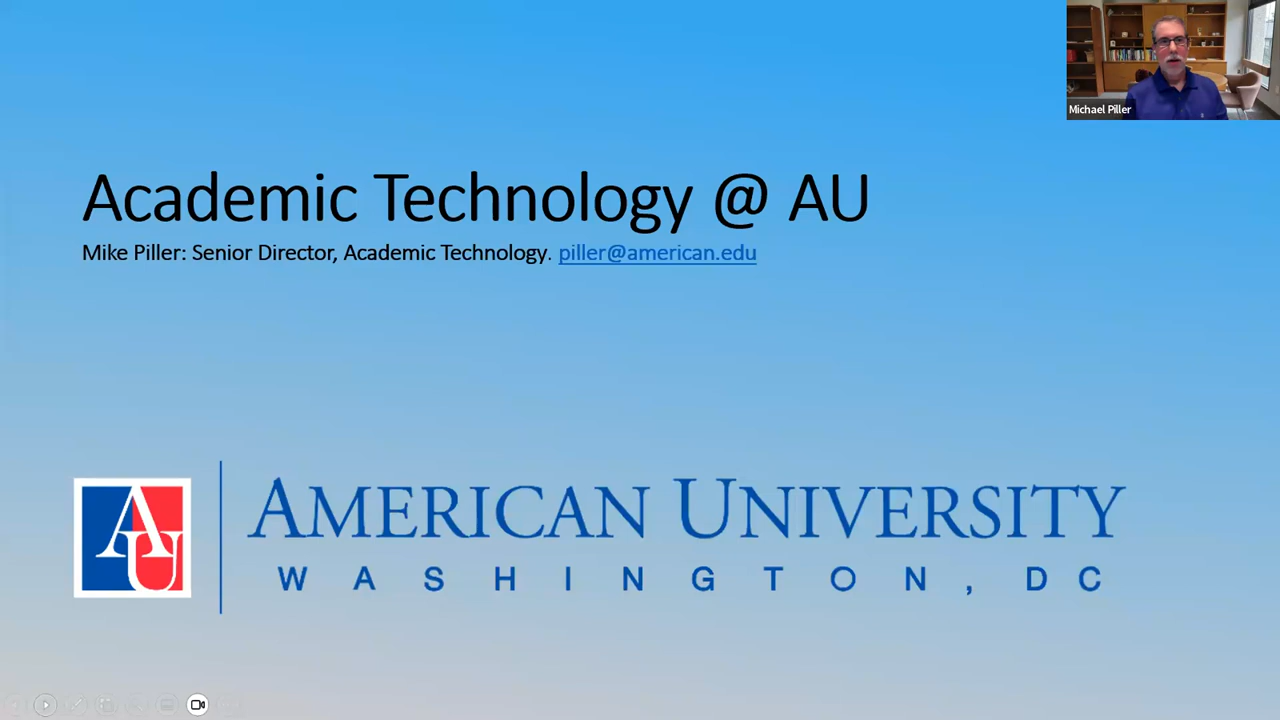 Michael Piller
Academic Technology @ AU
Mike Piller: Senior Director, Academic Technology. piller@american.edu
AU
AMERICAN UNIVERSITY
WASHINGTON, DC